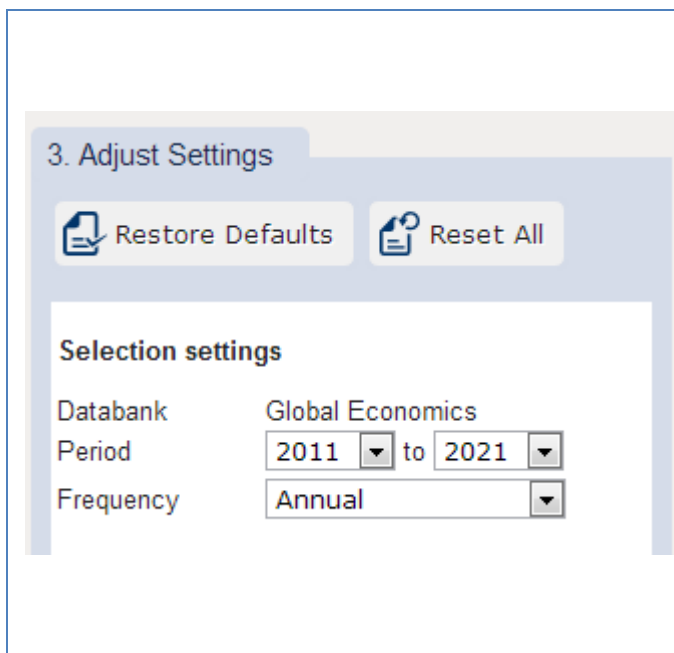 3. Adjust Settings
Restore Defaults Reset All
Selection settings
Databank Global Economics
Period 2011 to 2021
Frequency Annual